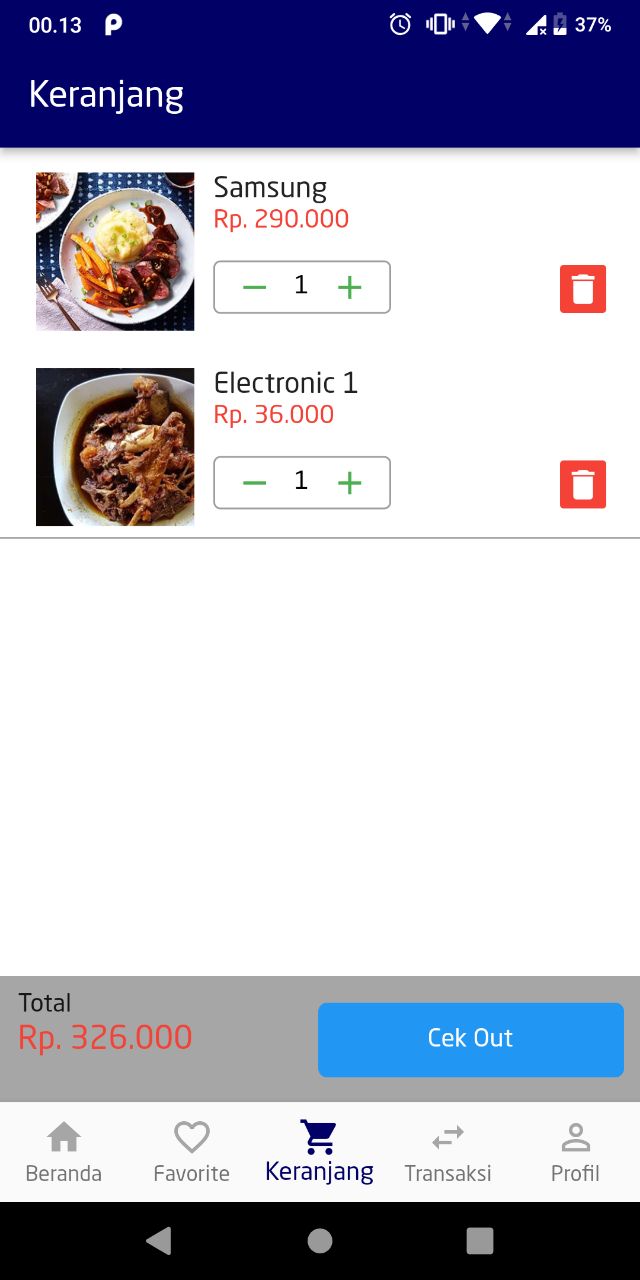 00.13
37%
Keranjang
Samsung
Rp. 290.000
1
Electronic 1
Rp. 36.000
1
Total
Rp. 326.000
Cek Out
Beranda
Favorite
Keranjang
Transaksi
Profil